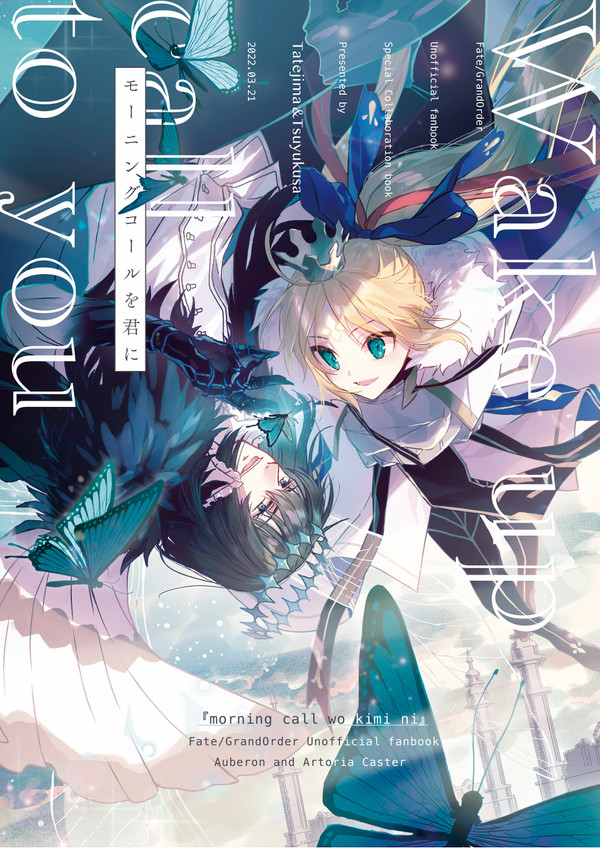 Wake up
call
to you
Fate/GrandOrder
Unofficial fanbook
Special Collaboration book
Presented by
Tatejima&Tsuyukusa
2022.03.21
モーニングコールを君に
『morning call wo kimi ni』
Fate/GrandOrder Unofficial fanbook
Auberon and Artoria Caster